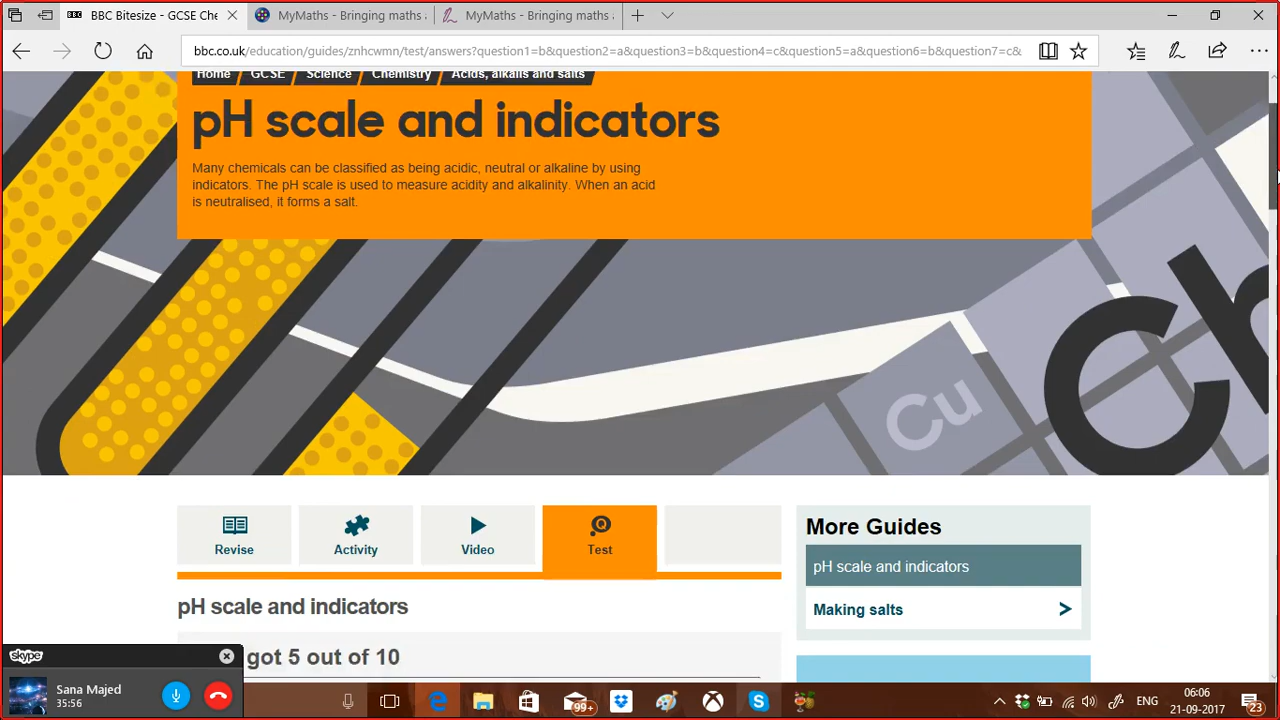 BBC Bitesize - GCSE Che
MyMaths - Bringing maths a
MyMaths - Bringing maths
bbc.co.uk/education/guides/znhcwmn/test/answers?question1=b&question2=a&question3=b&question4=c&question5=a&question6=b&question7=c&
Home GCSE Science Chemistry Acids, alkalis and salts
pH scale and indicators
Many chemicals can be classified as being acidic, neutral or alkaline by using
indicators. The pH scale is used to measure acidity and alkalinity. When an acid
is neutralised, it forms a salt.
Cu
Ch
Revise
Activity
Video
Test
More Guides
pH scale and indicators
Making salts
pH scale and indicators
got 5 out of 10
skype
Sana Majed
35:56
99+
ENG
06:06
21-09-2017
23